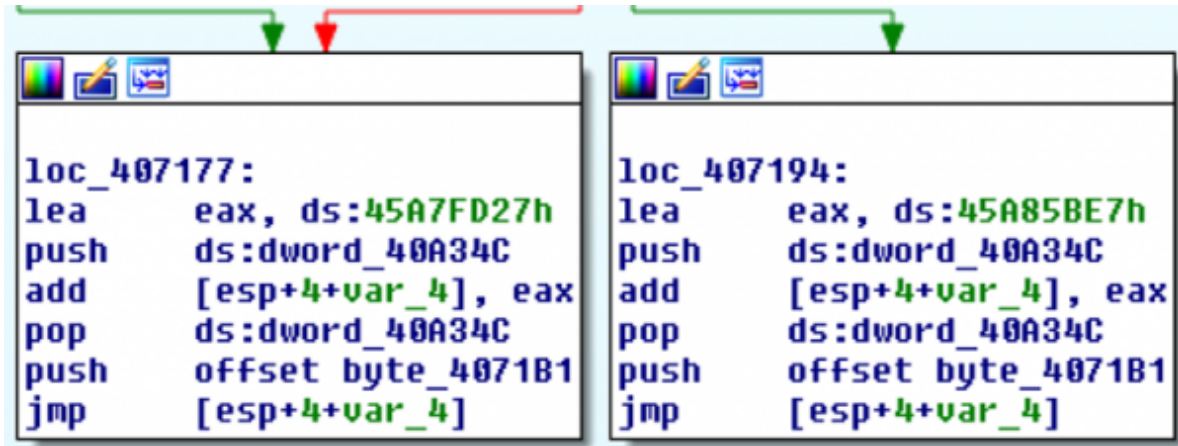 loc_407177:
lea eax, ds:45A7FD27h
push ds:dword_40A34C
add [esp+4+var_4], eax
pop ds:dword_40A34C
push offset byte_4071B1
jmp [esp+4+var_4]
loc_407194:
lea eax, ds:45A85BE7h
push ds:dword_40A34C
add [esp+4+var_4], eax
pop ds:dword_40A34C
push offset byte_4071B1
jmp [esp+4+var_4]